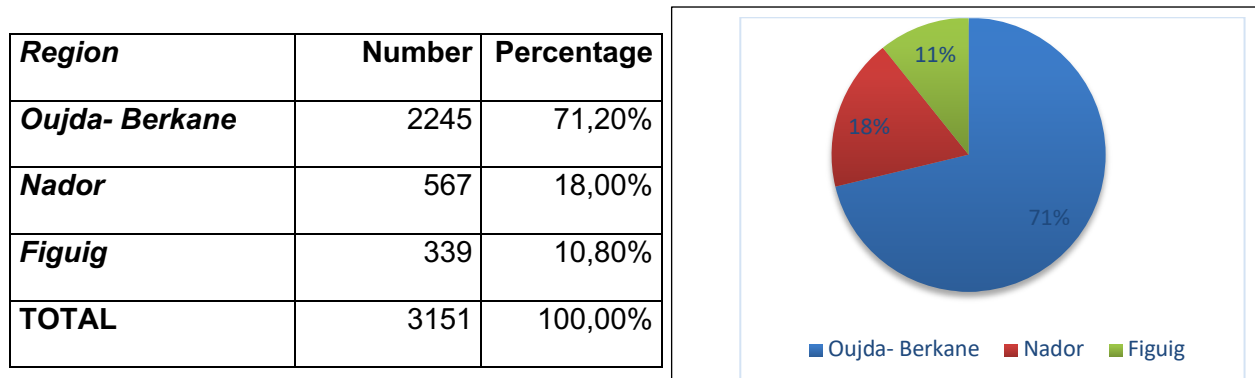 Region Number Percentage
Oujda- Berkane 2245 71,20%
Nador 567 18,00%
Figuig 339 10,80%
TOTAL 3151 100,00%
11%
18%
71%
Oujda- Berkane Nador Figuig